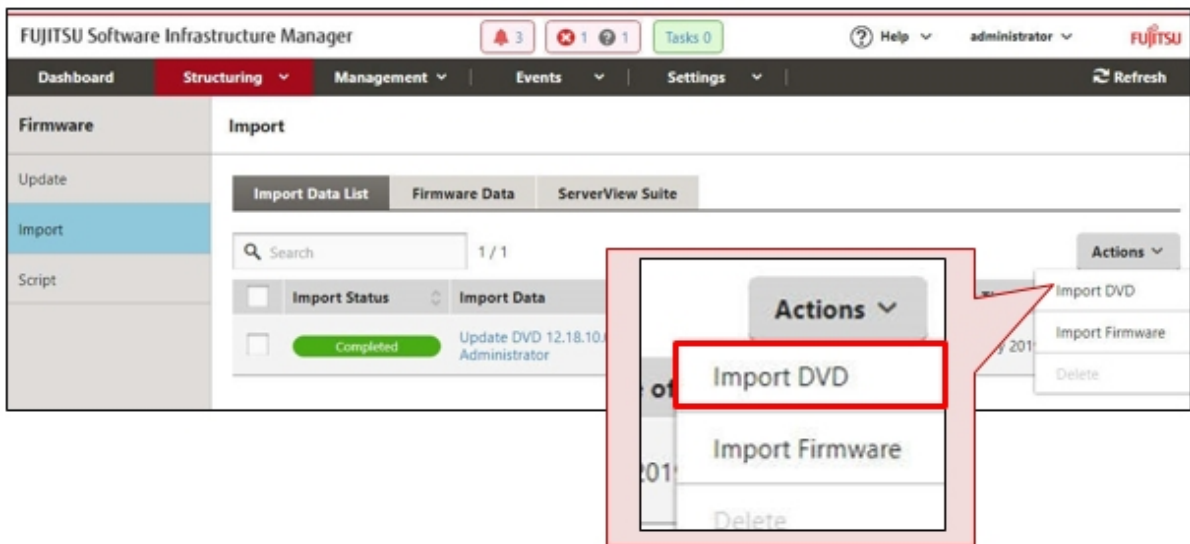 FUJITSU Software Infrastructure Manager 3 1 1 Tasks 0 Help administrator FUJITSU
Dashboard Structuring Management Events Settings Refresh
Firmware
Import
Update
Import
Script
Import Data List Firmware Data ServerView Suite
Search 1 / 1 Actions
Import Status Import Data
Completed Update DVD 12.18.10.
Administrator
Import DVD
Import Firmware
Delete
Actions
Import DVD
Import Firmware
Delete